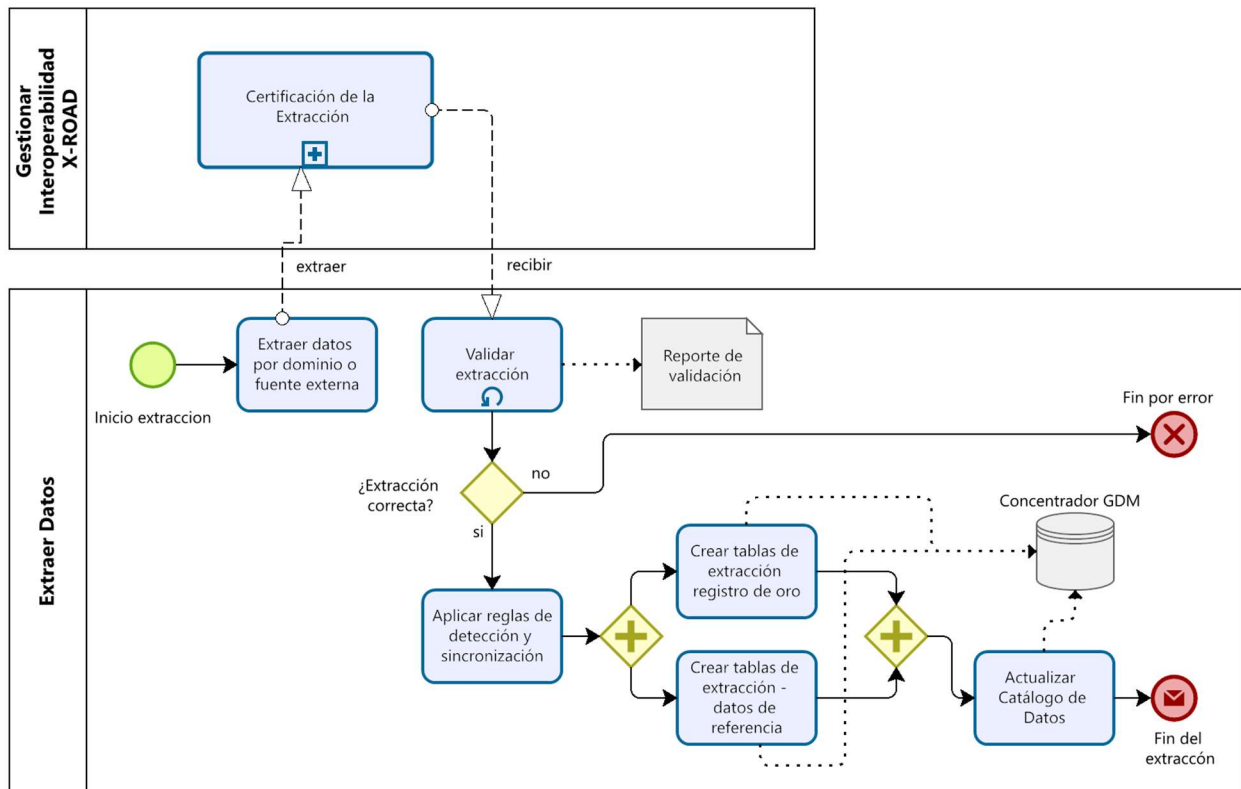 Gestionar
Interoperabilidad
X-ROAD
Certificación de la
Extracción
extraer
recibir
Extraer Datos
Inicio extraccion
Extraer datos
por dominio o
fuente externa
Validar
extracción
Reporte de
validación
Fin por error
¿Extracción
correcta?
no
si
Concentrador GDM
Aplicar reglas de
detección y
sincronización
Crear tablas de
extracción
registro de oro
Crear tablas de
extracción -
datos de
referencia
Actualizar
Catálogo de
Datos
Fin del
extraccón